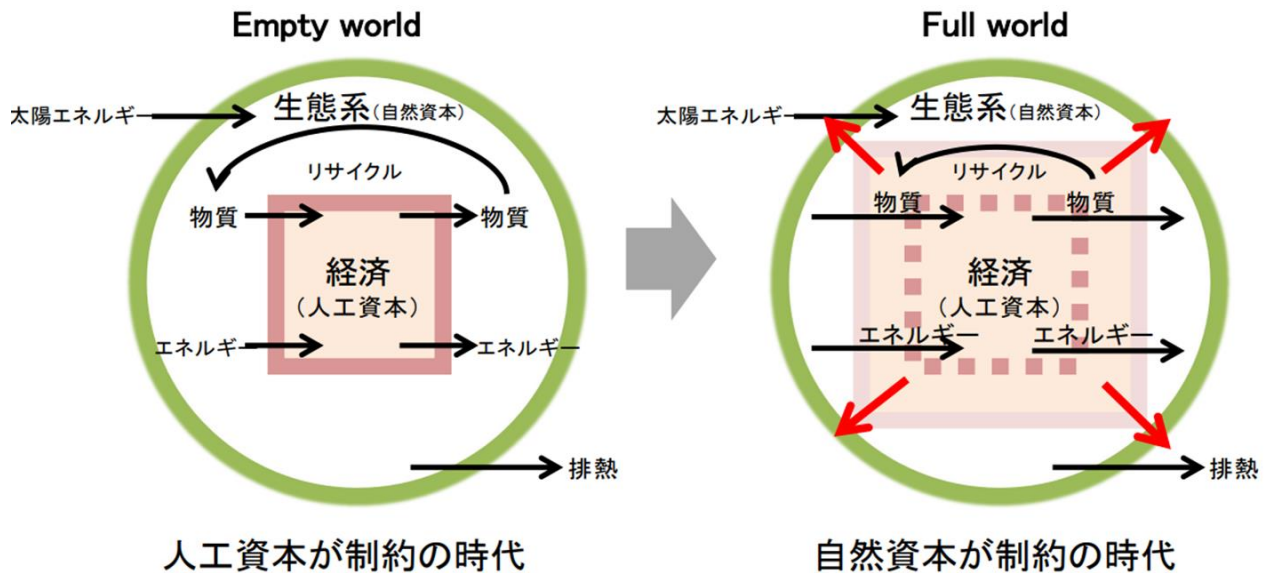 Empty world
太陽エネルギー
生態系(自然資本)
リサイクル
物質
物質
経済
(人工資本)
エネルギー
エネルギー
排熱
人工資本が制約の時代
Full world
太陽エネルギー
生態系(自然資本)
リサイクル
物質
物質
経済
(人工資本)
エネルギー
エネルギー
排熱
自然資本が制約の時代